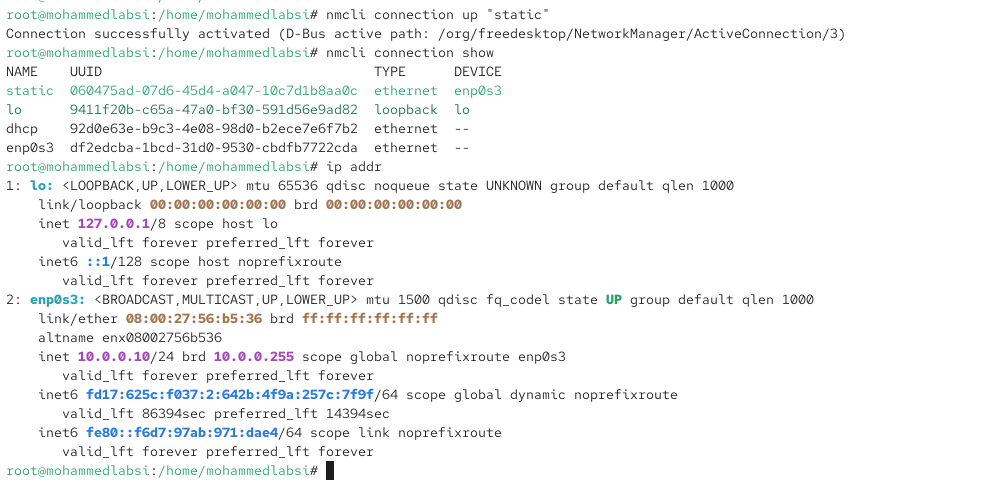 root@mohammedlabsi:/home/mohammedlabsi# nmcli connection up "static"
Connection successfully activated (D-Bus active path: /org/freedesktop/NetworkManager/ActiveConnection/3)
root@mohammedlabsi:/home/mohammedlabsi# nmcli connection show
NAME    UUID                                  TYPE      DEVICE
static  060475ad-07d6-45d4-a047-10c7d1b8aa0c  ethernet  enp0s3
lo      9411f20b-c65a-47a0-bf30-591d56e9ad82  loopback  lo
dhcp    92d0e63e-b9c3-4e08-98d0-b2ece7e6f7b2  ethernet  --
enp0s3  df2edcba-1bcd-31d0-9530-cbdfb7722cda  ethernet  --
root@mohammedlabsi:/home/mohammedlabsi# ip addr
1: lo: <LOOPBACK,UP,LOWER_UP> mtu 65536 qdisc noqueue state UNKNOWN group default qlen 1000
    link/loopback 00:00:00:00:00:00 brd 00:00:00:00:00:00
    inet 127.0.0.1/8 scope host lo
       valid_lft forever preferred_lft forever
    inet6 ::1/128 scope host noprefixroute
       valid_lft forever preferred_lft forever
2: enp0s3: <BROADCAST,MULTICAST,UP,LOWER_UP> mtu 1500 qdisc fq_codel state UP group default qlen 1000
    link/ether 08:00:27:56:b5:36 brd ff:ff:ff:ff:ff:ff
    altname enx08002756b536
    inet 10.0.0.10/24 brd 10.0.0.255 scope global noprefixroute enp0s3
       valid_lft forever preferred_lft forever
    inet6 fd17:625c:f037:2:642b:4f9a:257c:7f9f/64 scope global dynamic noprefixroute
       valid_lft 86394sec preferred_lft 14394sec
    inet6 fe80::f6d7:97ab:971:dae4/64 scope link noprefixroute
       valid_lft forever preferred_lft forever
root@mohammedlabsi:/home/mohammedlabsi#